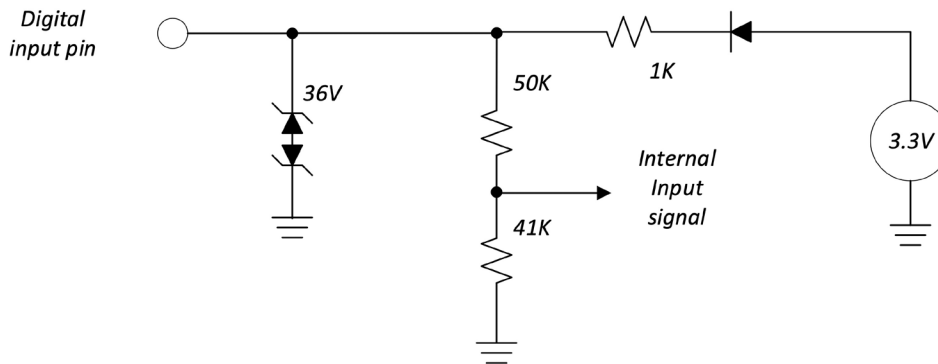 Digital
input pin
36V
50K
1K
3.3V
Internal
Input
signal
41K